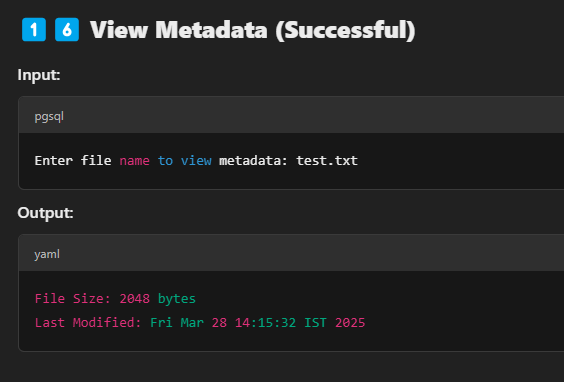 1 6 View Metadata (Successful)
Input:
pgsql
Enter file name to view metadata: test.txt
Output:
yaml
File Size: 2048 bytes
Last Modified: Fri Mar 28 14:15:32 IST 2025